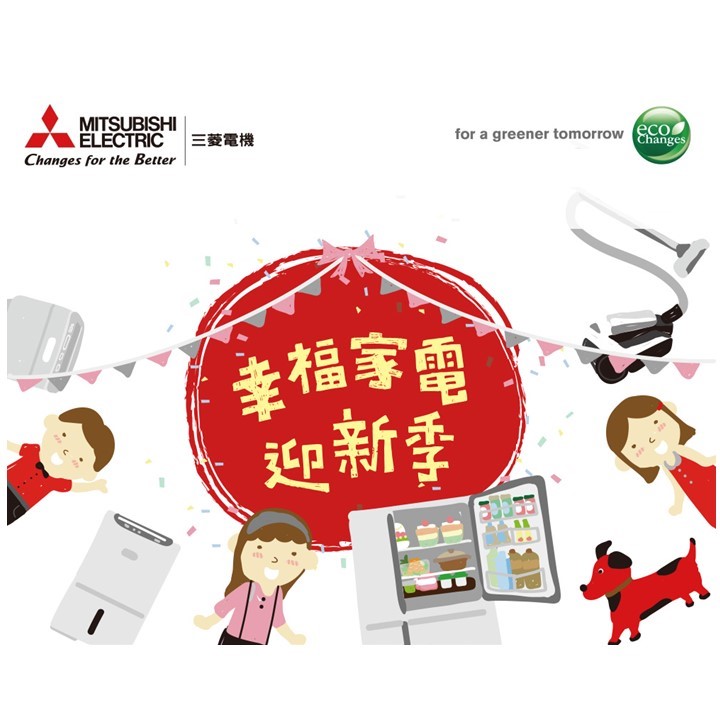 MITSUBISHI
ELECTRIC
Changes for the Better
三菱電機
for a greener tomorrow
eco
Changes
幸福家電
迎新季